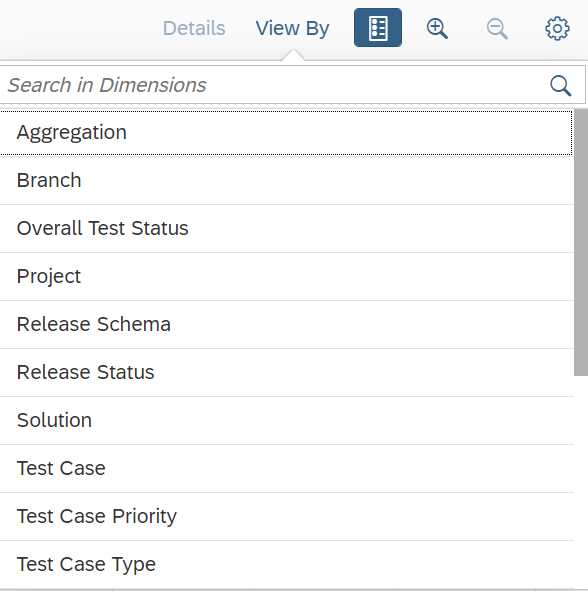 Details View By
Search in Dimensions
Aggregation
Branch
Overall Test Status
Project
Release Schema
Release Status
Solution
Test Case
Test Case Priority
Test Case Type